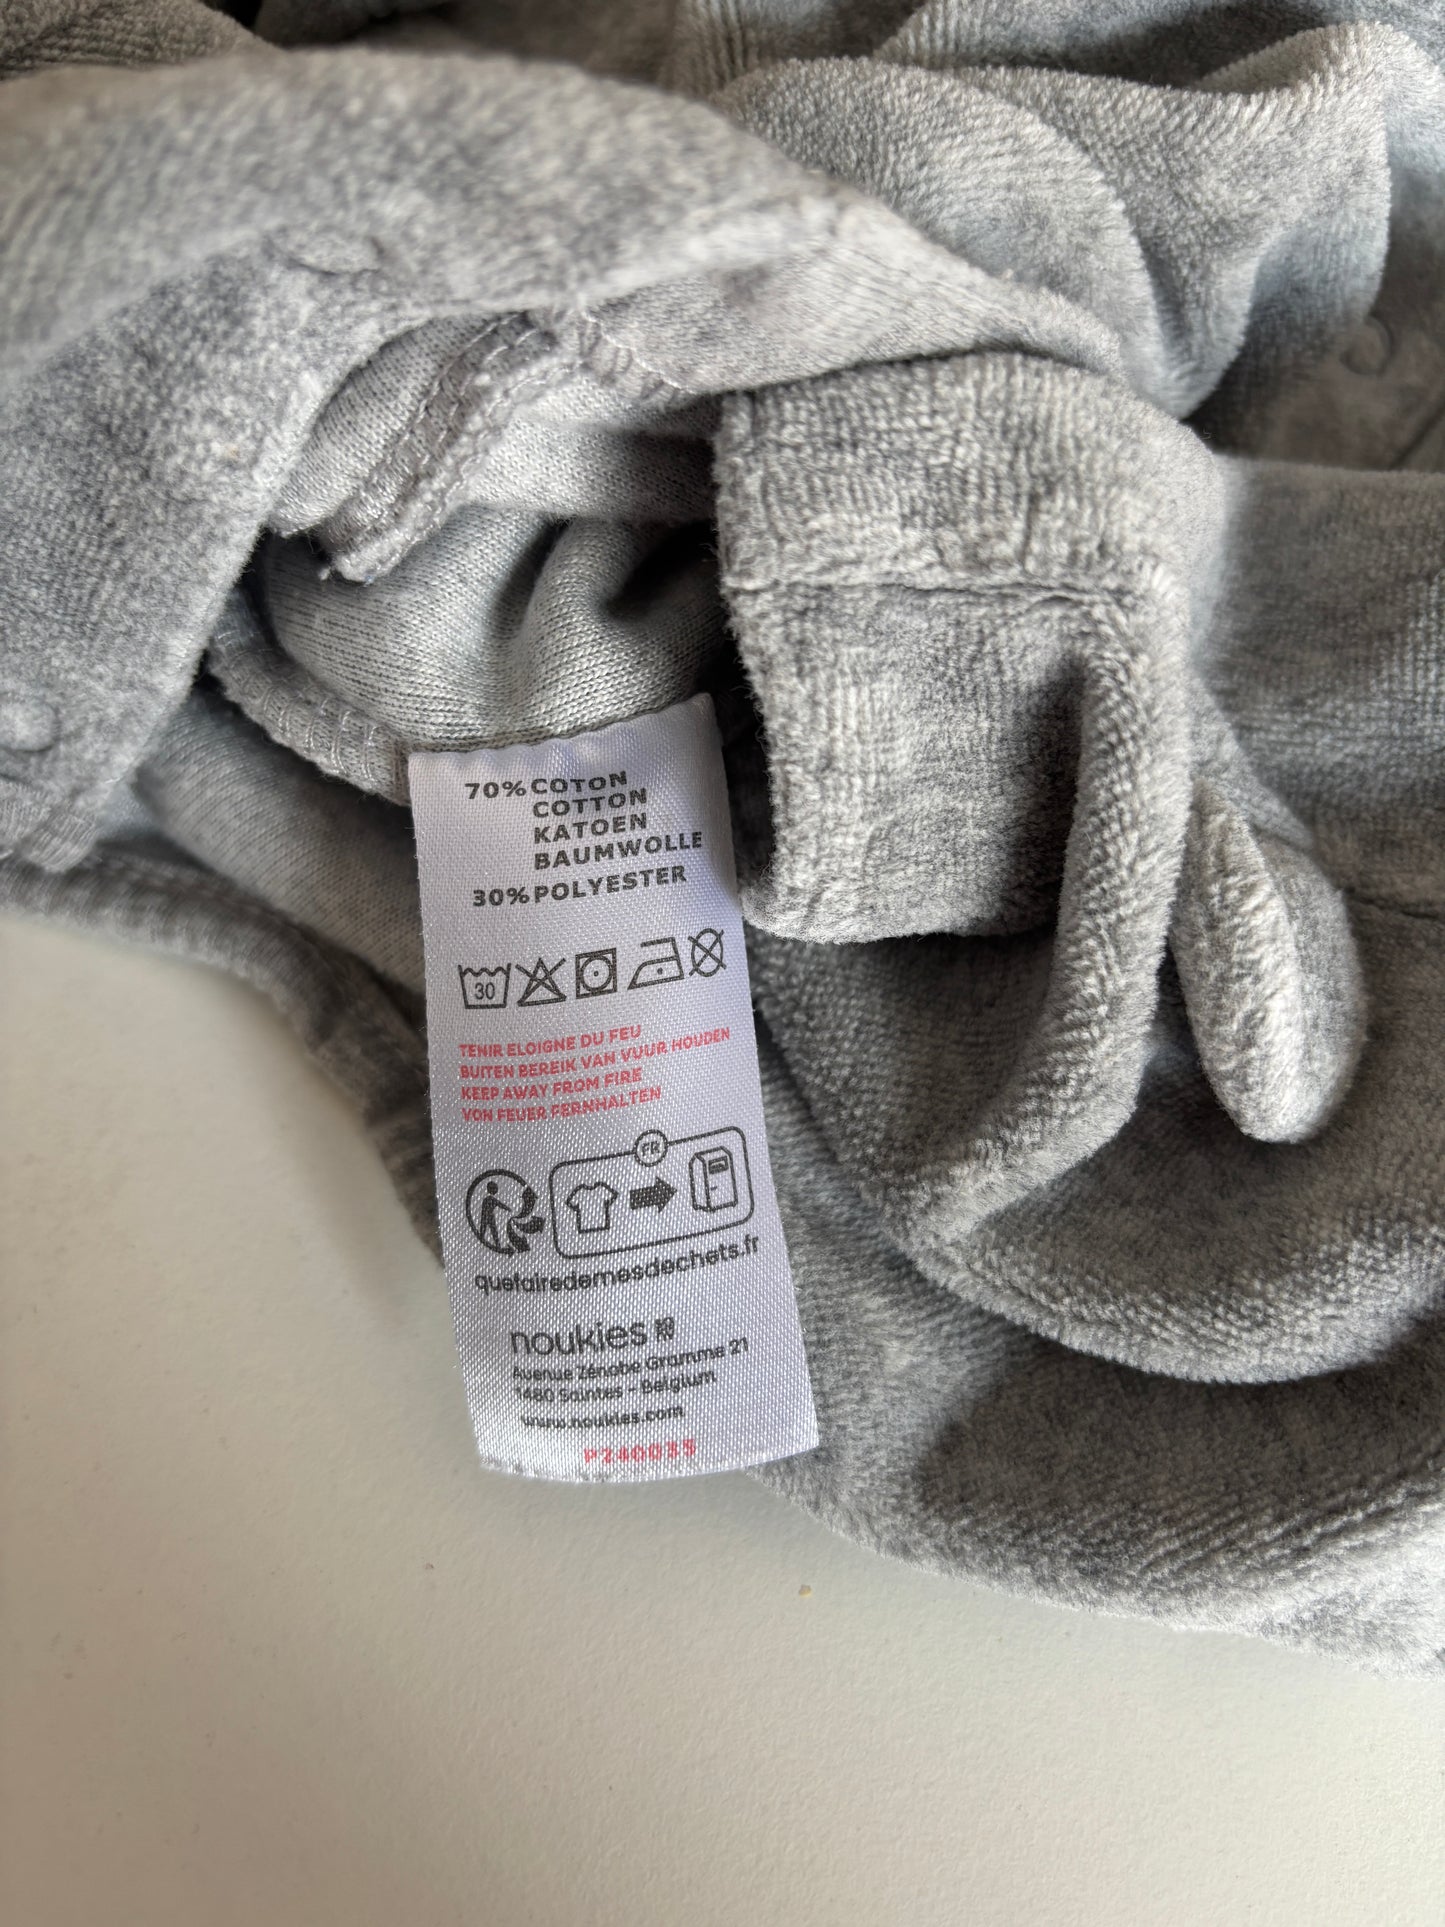 70% COTON
COTTON
KATOEN
BAUMWOLLE
30% POLYESTER
30
TENIR ELOIGNE DU FEU
BUITEN BEREIK VAN VUUR HOUDEN
KEEP AWAY FROM FIRE
VON FEUER FERNHALTEN
FR
quefairedemesdechets.fr
noukies
Avenue Zénobe Gramme 21
1480 Saintes - Belgium
www.noukies.com
P240035